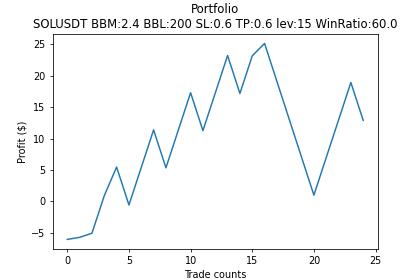 Portfolio
SOLUSDT BBM:2.4 BBL:200 SL:0.6 TP:0.6 lev:15 WinRatio:60.0
25
20
15
10
5
0
−5
Profit ($)
0 5 10 15 20 25
Trade counts